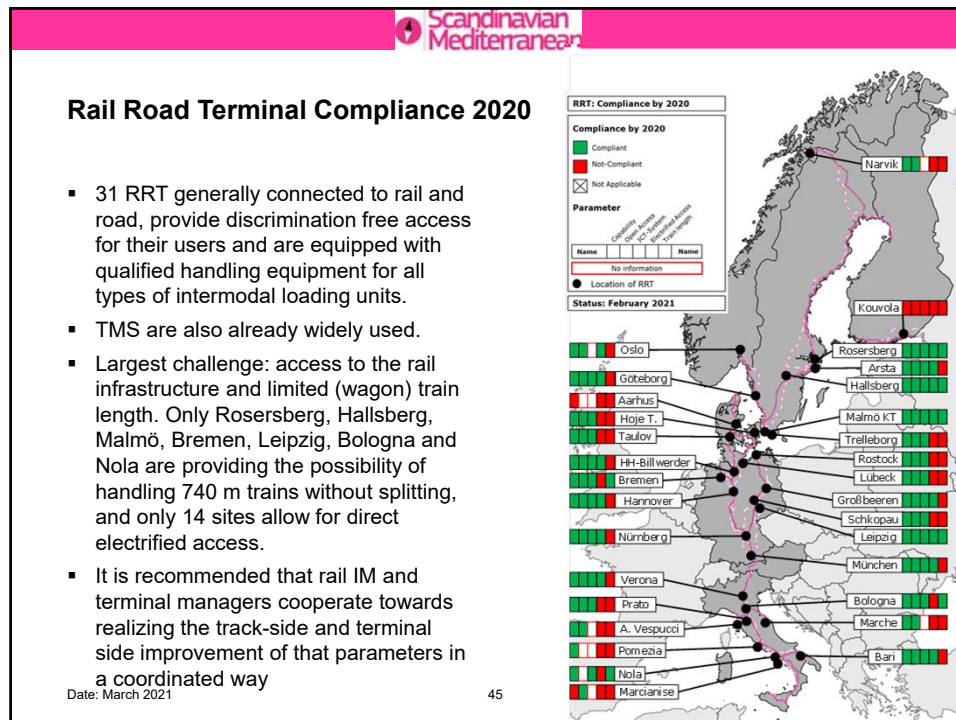 Scandinavian
Mediterranean
Rail Road Terminal Compliance 2020
▪ 31 RRT generally connected to rail and
road, provide discrimination free access
for their users and are equipped with
qualified handling equipment for all
types of intermodal loading units.
▪ TMS are also already widely used.
▪ Largest challenge: access to the rail
infrastructure and limited (wagon) train
length. Only Rosersberg, Hallsberg,
Malmö, Bremen, Leipzig, Bologna and
Nola are providing the possibility of
handling 740 m trains without splitting,
and only 14 sites allow for direct
electrified access.
▪ It is recommended that rail IM and
terminal managers cooperate towards
realizing the track-side and terminal
side improvement of that parameters in
a coordinated way
Date: March 2021
45
RRT: Compliance by 2020
Compliance by 2020
Compliant
Not-Compliant
Not Applicable
Parameter
Capability
Open Access
ICT-System
Electrified Access
Train length
Name
Name
No information
Location of RRT
Status: February 2021
Narvik
Kouvola
Oslo
Rosersberg
Arsta
Göteborg
Hallsberg
Aarhus
Hoje T.
Malmö KT
Taulov
Trelleborg
Rostock
HH-Billwerder
Lübeck
Bremen
Hannover
Großbeeren
Schkopau
Nürnberg
Leipzig
München
Verona
Bologna
Prato
Marche
A. Vespucci
Pomezia
Bari
Nola
Marcianise